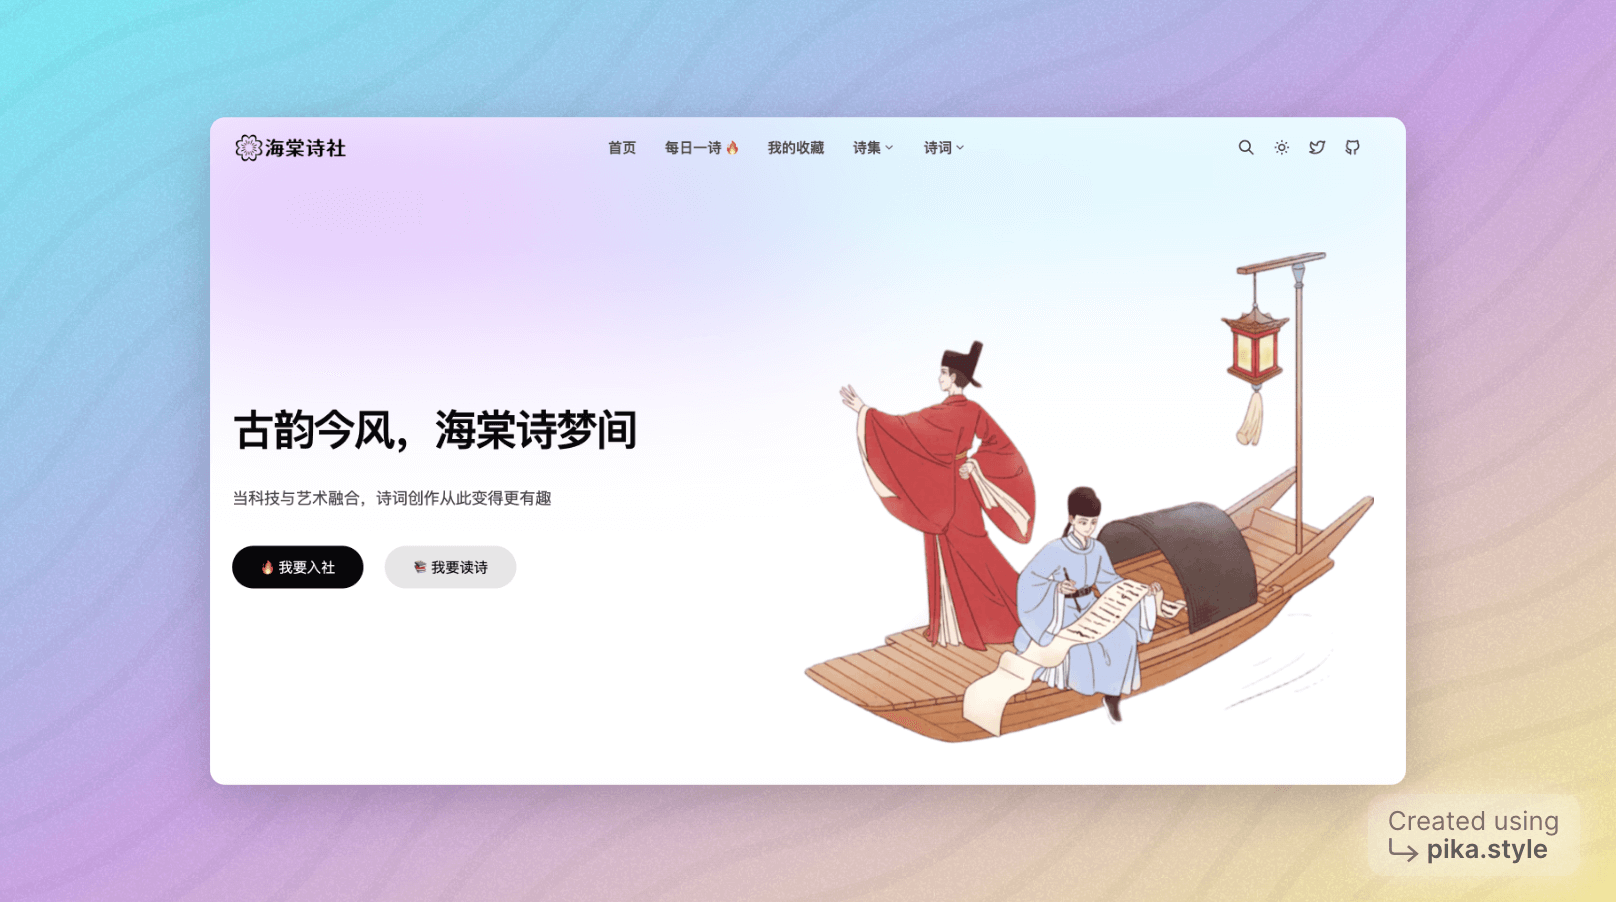 海棠诗社
首页 每日一诗🔥 我的收藏 诗集 诗词
古韵今风，海棠诗梦间
当科技与艺术融合，诗词创作从此变得更有趣
🔥 我要入社 📚 我要读诗
Created using
pika.style